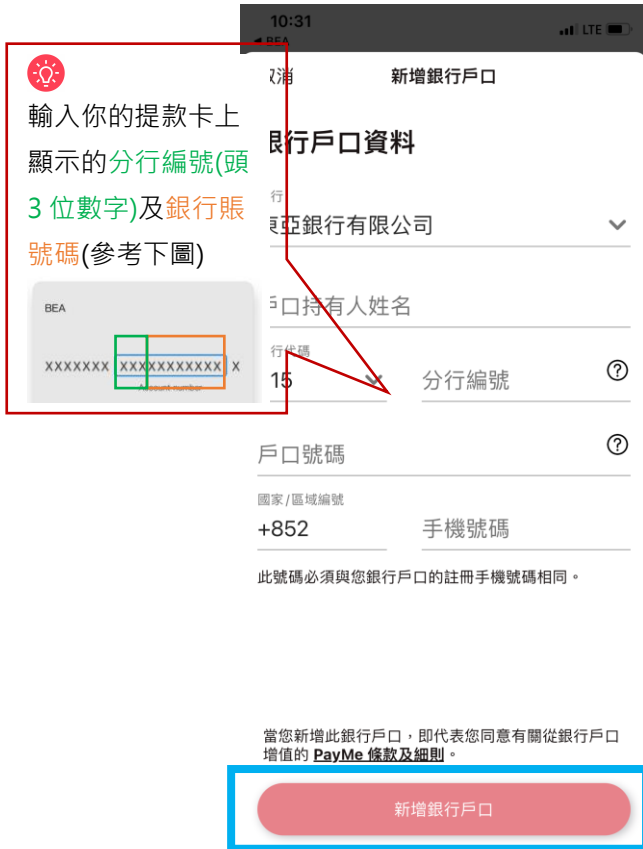 10:31
LTE
BEA
取消
新增銀行戶口
輸入你的提款卡上
顯示的分行編號(頭
3 位數字)及銀行賬
號碼(參考下圖)
BEA
XXXXXXX XXXXXXXXXXX X
Account number
銀行戶口資料
行
東亞銀行有限公司
戶口持有人姓名
行代碼
15
分行編號
戶口號碼
國家/區域編號
+852
手機號碼
此號碼必須與您銀行戶口的註冊手機號碼相同。
當您新增此銀行戶口，即代表您同意有關從銀行戶口
增值的 PayMe 條款及細則。
新增銀行戶口